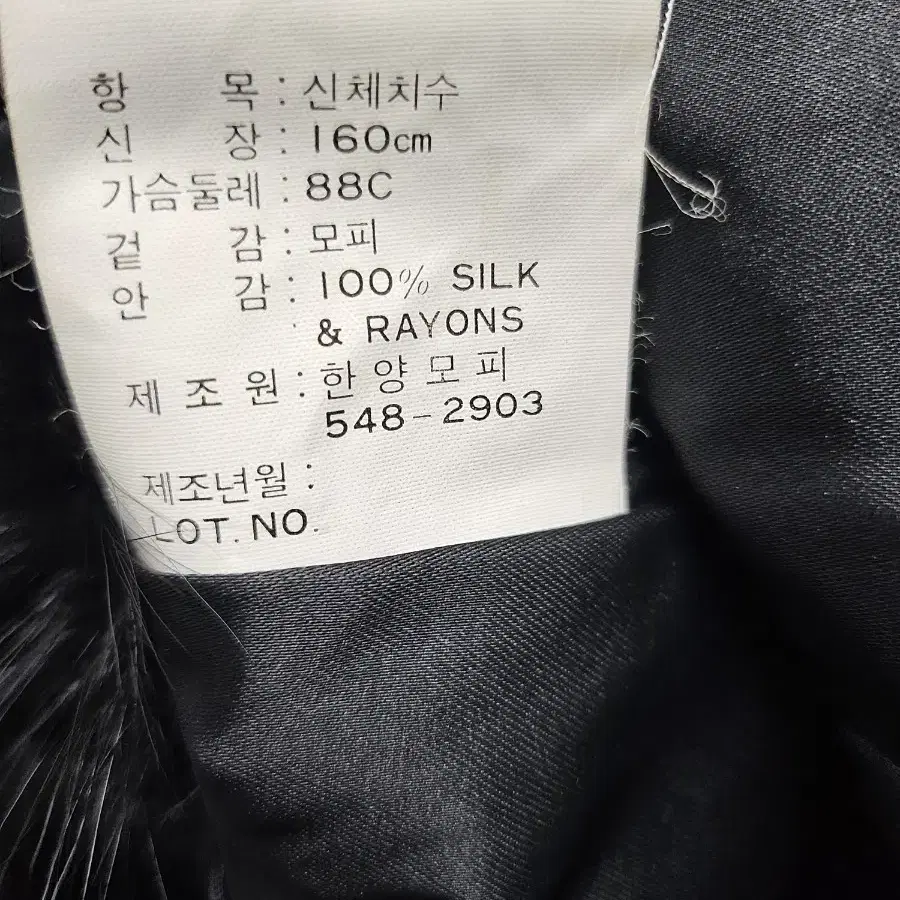 항 목 : 신체치수
신 장 : 160cm
가슴둘레 : 88C
겉 감 : 모피
안 감 : 100% SILK
& RAYONS
제 조 원 : 한 양 모 피
548-2903
제조년월 :
LOT. NO.